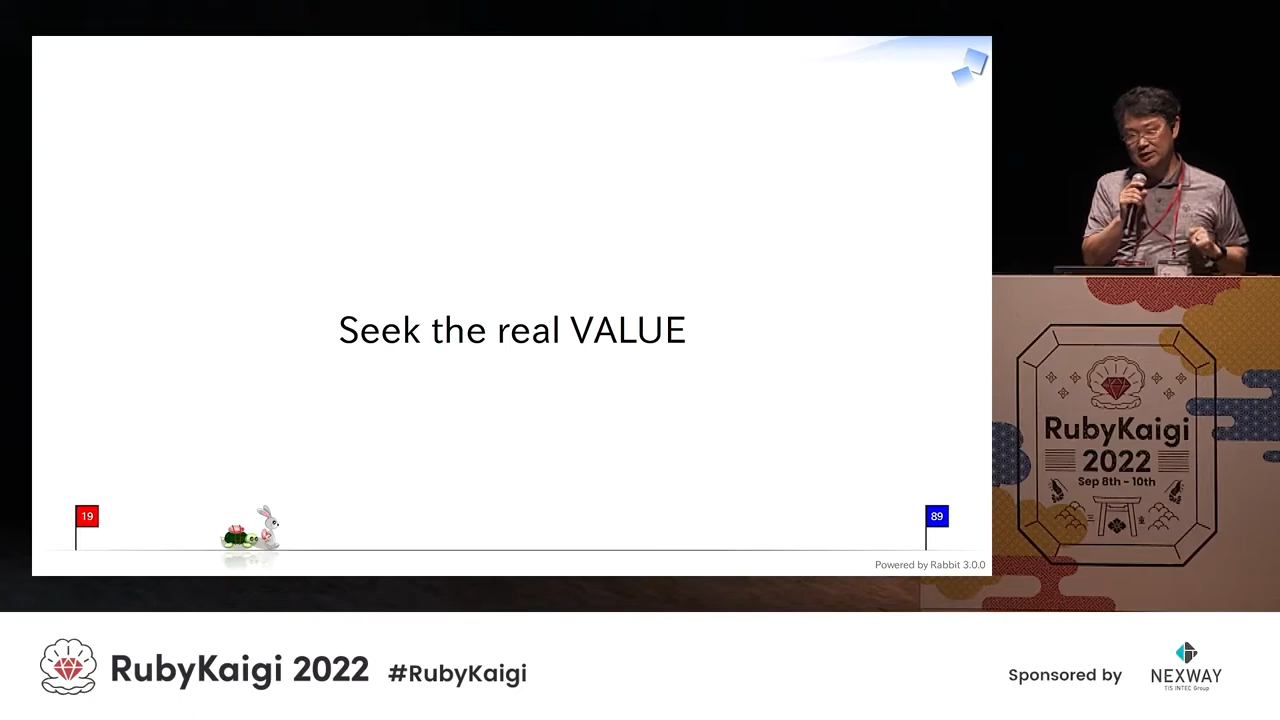 Seek the real VALUE
19
89
Powered by Rabbit 3.0.0
RubyKaigi
2022
Sep 8th - 10th
RubyKaigi 2022 #RubyKaigi
Sponsored by
NEXWAY
TIS INTEC Group